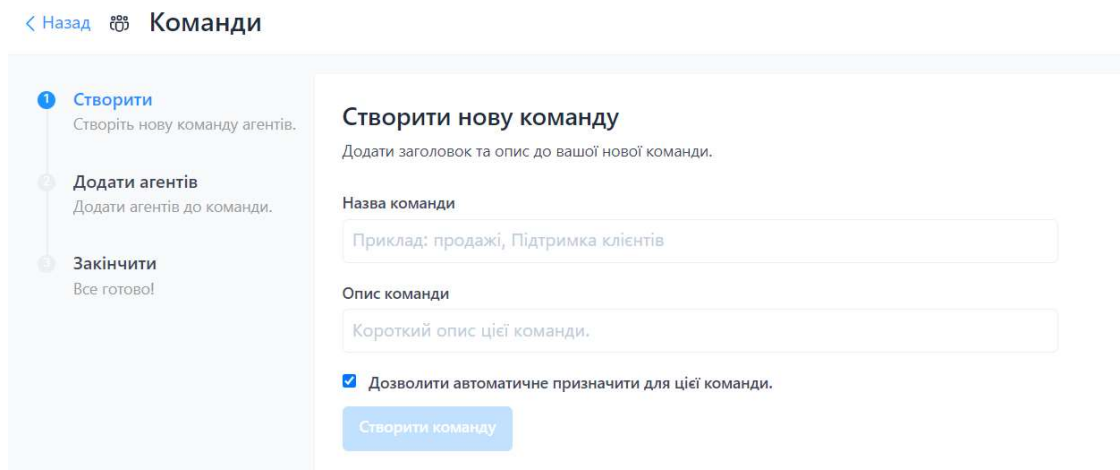 Назад Команди
1 Створити
Створіть нову команду агентів.
2 Додати агентів
Додати агентів до команди.
3 Закінчити
Все готово!
Створити нову команду
Додати заголовок та опис до вашої нової команди.
Назва команди
Приклад: продажі, Підтримка клієнтів
Опис команди
Короткий опис цієї команди.
Дозволити автоматичне призначити для цієї команди.
Створити команду